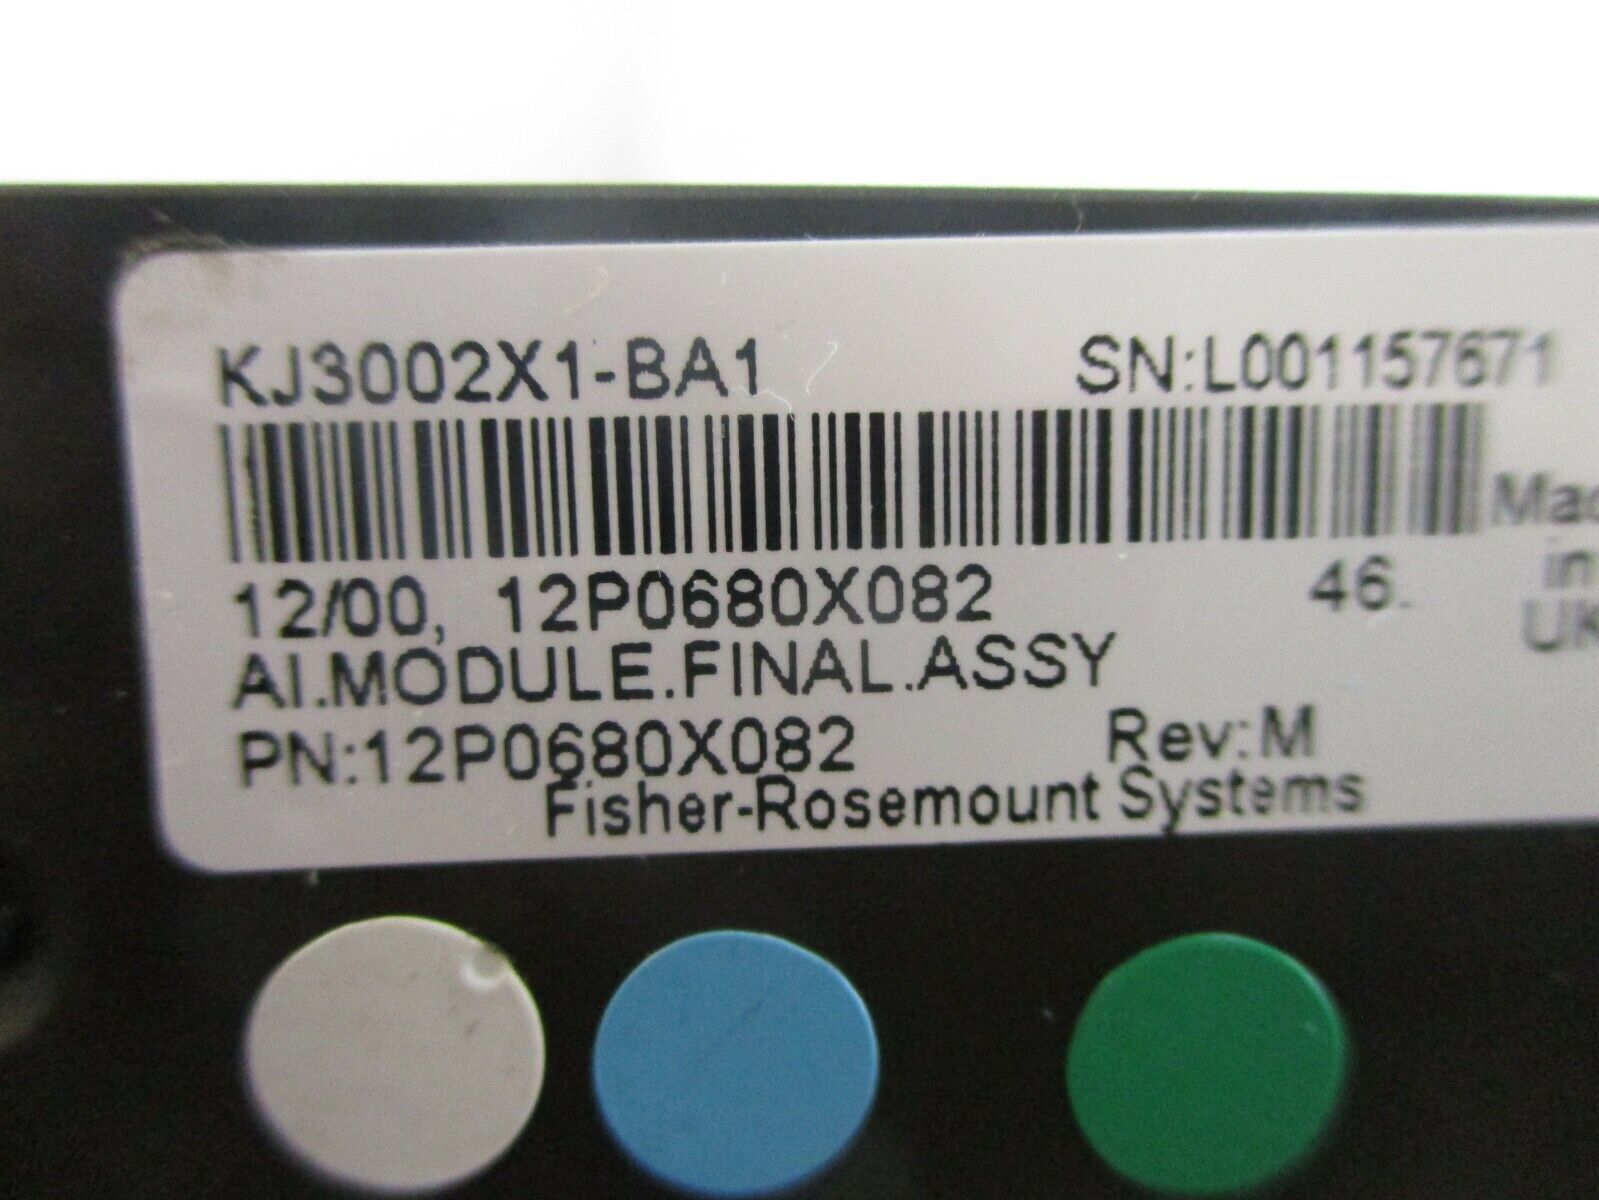 KJ3002X1-BA1 SN:L001157671
12/00, 12P0680X082 46.
in
AI.MODULE.FINAL.ASSY UK
PN:12P0680X082 Rev:M
Fisher-Rosemount Systems